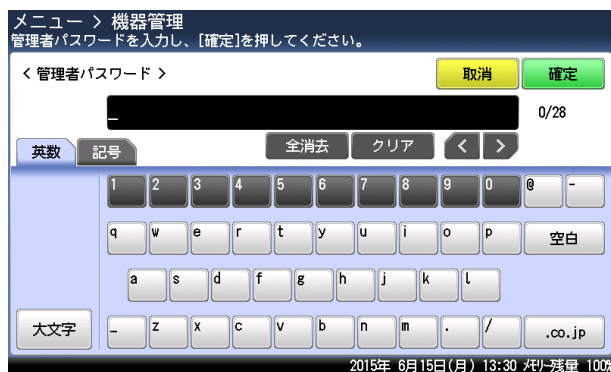 メニュー > 機器管理
管理者パスワードを入力し、[確定]を押してください。
< 管理者パスワード >
取消
確定
_
0/28
英数
記号
全消去
クリア
<
>
1 2 3 4 5 6 7 8 9 0 @ -
q w e r t y u i o p 空白
a s d f g h j k l
大文字 _ z x c v b n m . / .co.jp
2015年 6月15日(月) 13:30 メモリー残量 100%